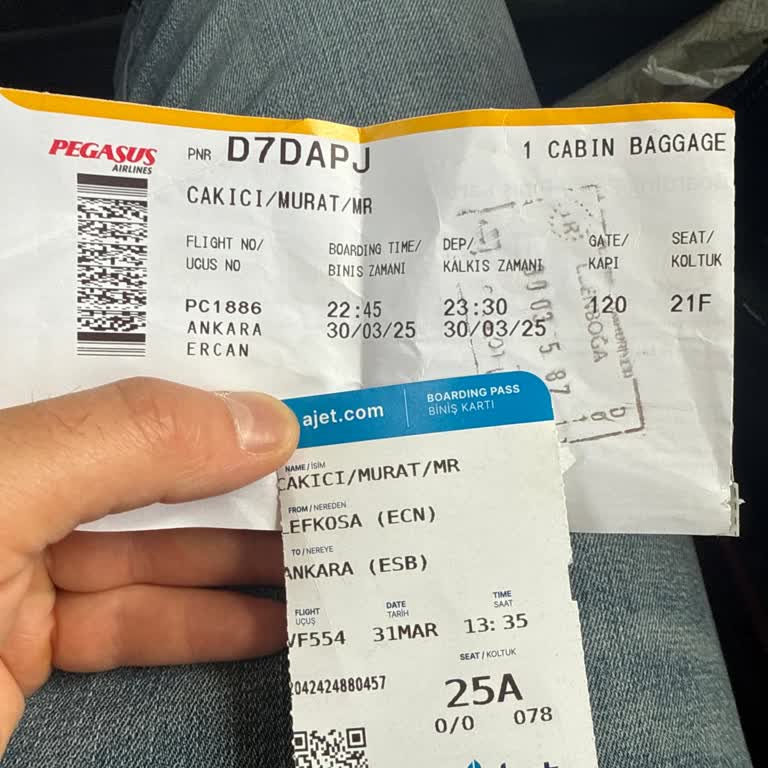 PEGASUS
AIRLINES
PNR D7DAPJ
1 CABIN BAGGAGE
CAKICI/MURAT/MR
FLIGHT NO/ BOARDING TIME/ DEP/ GATE/ SEAT/
UCUS NO BINIS ZAMANI KALKIS ZAMANI KAPI KOLTUK
PC1886 22:45 23:30 120 21F
ANKARA 30/03/25 30/03/25
ERCAN
ajet.com
BOARDING PASS
BİNİŞ KARTI
NAME/İSİM
CAKICI/MURAT/MR
FROM/NEREDEN
LEFKOSA (ECN)
TO/NEREYE
ANKARA (ESB)
FLIGHT DATE TIME
UÇUŞ TARİH SAAT
VF554 31MAR 13:35
SEAT/KOLTUK
2042424880457
25A
0/0 078